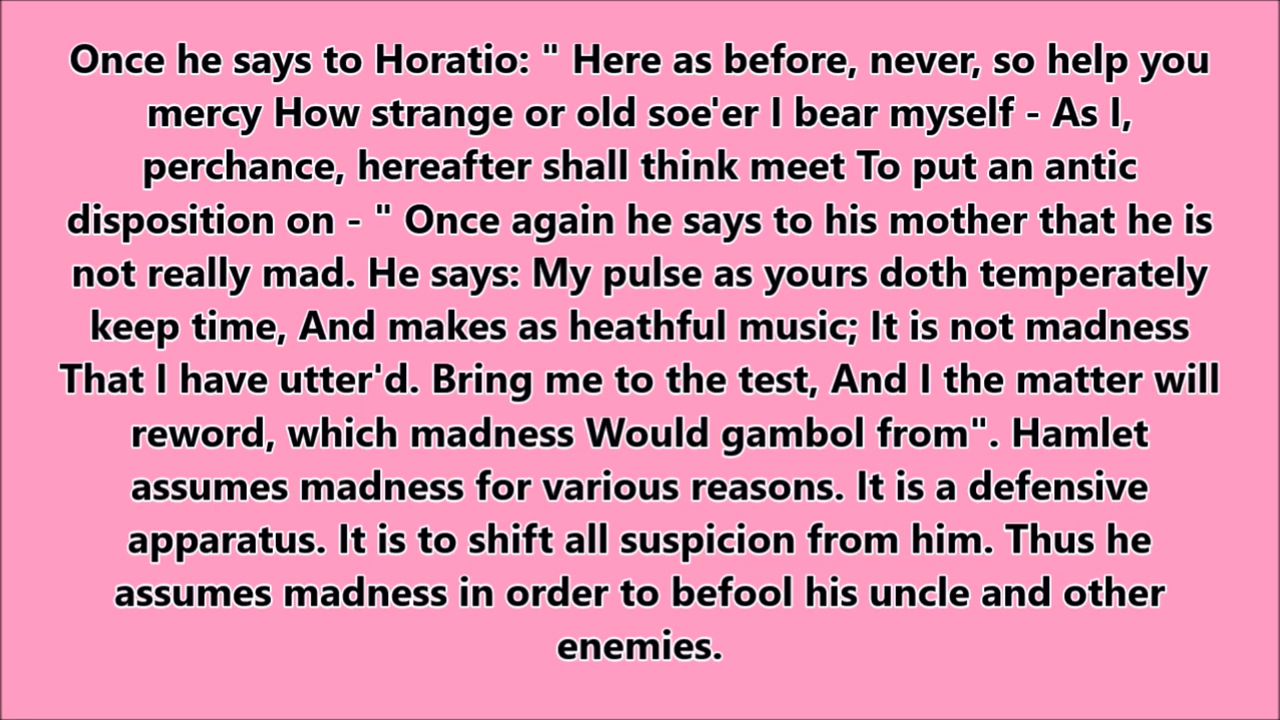 Once he says to Horatio: " Here as before, never, so help you
mercy How strange or old soe'er I bear myself - As I,
perchance, hereafter shall think meet To put an antic
disposition on - " Once again he says to his mother that he is
not really mad. He says: My pulse as yours doth temperately
keep time, And makes as heathful music; It is not madness
That I have utter'd. Bring me to the test, And I the matter will
reword, which madness Would gambol from". Hamlet
assumes madness for various reasons. It is a defensive
apparatus. It is to shift all suspicion from him. Thus he
assumes madness in order to befool his uncle and other
enemies.